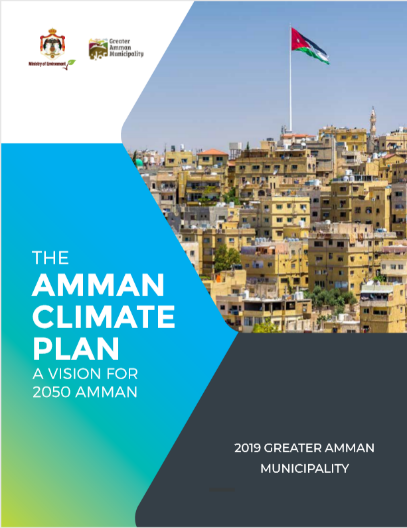 Ministry of Environment
Greater
Amman
Municipality
THE
AMMAN
CLIMATE
PLAN
A VISION FOR
2050 AMMAN
2019 GREATER AMMAN
MUNICIPALITY